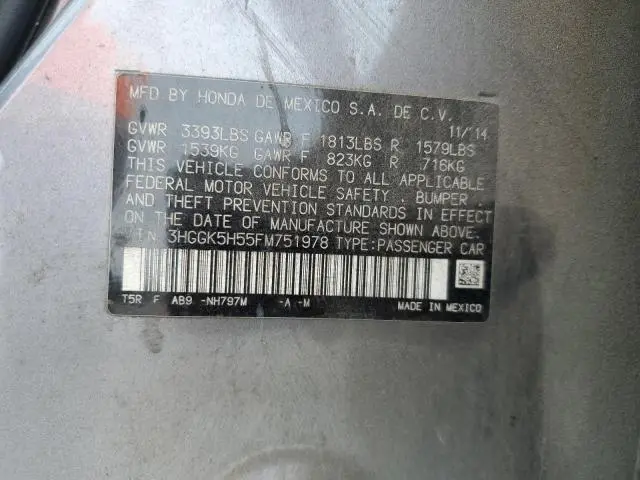 MFD BY HONDA DE MEXICO S.A. DE C.V.
11/14
GVWR 3393LBS GAWR F 1813LBS R 1579LBS
GVWR 1539KG GAWR F 823KG R 716KG
THIS VEHICLE CONFORMS TO ALL APPLICABLE
FEDERAL MOTOR VEHICLE SAFETY . BUMPER .
AND THEFT PREVENTION STANDARDS IN EFFECT
ON THE DATE OF MANUFACTURE SHOWN ABOVE.
V.I.N. 3HGGK5H55FM751978 TYPE:PASSENGER CAR
T5R F AB9 -NH797M -A -M MADE IN MEXICO